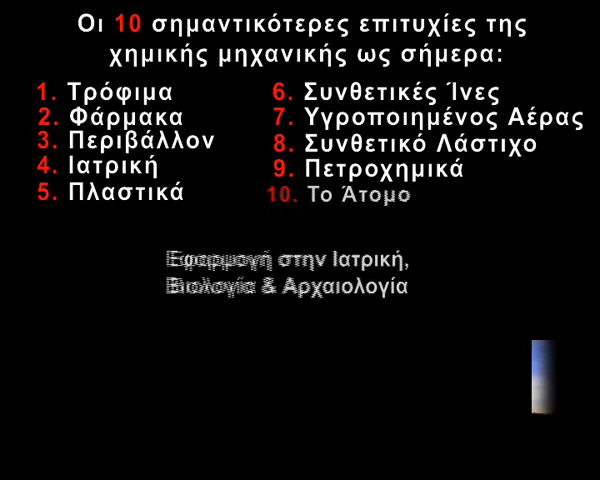 Οι 10 σημαντικότερες επιτυχίες της
χημικής μηχανικής ως σήμερα:
1. Τρόφιμα
2. Φάρμακα
3. Περιβάλλον
4. Ιατρική
5. Πλαστικά
6. Συνθετικές Ίνες
7. Υγροποιημένος Αέρας
8. Συνθετικό Λάστιχο
9. Πετροχημικά
10. Το Άτομο
Εφαρμογή στην Ιατρική,
Βιολογία & Αρχαιολογία